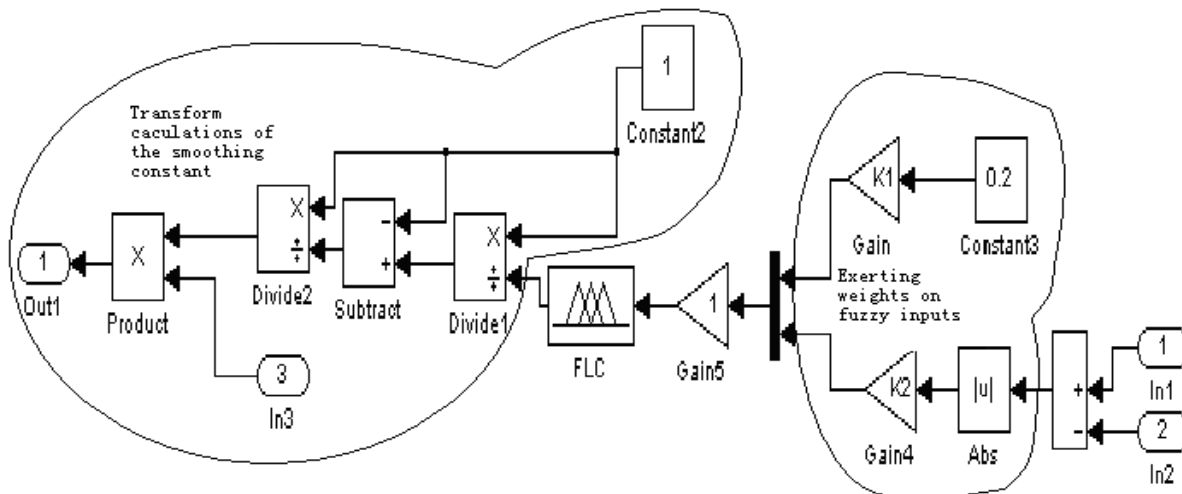 1
Constant2
Transform
caculations of
the smoothing
constant
K1
0.2
Gain
Constant3
X
÷
-
+
X
÷
1
Out1
X
Product
Divide2
Subtract
Divide1
FLC
1
Gain5
Exerting
weights on
fuzzy inputs
3
In3
K2
Gain4
|u|
Abs
+
-
1
In1
2
In2